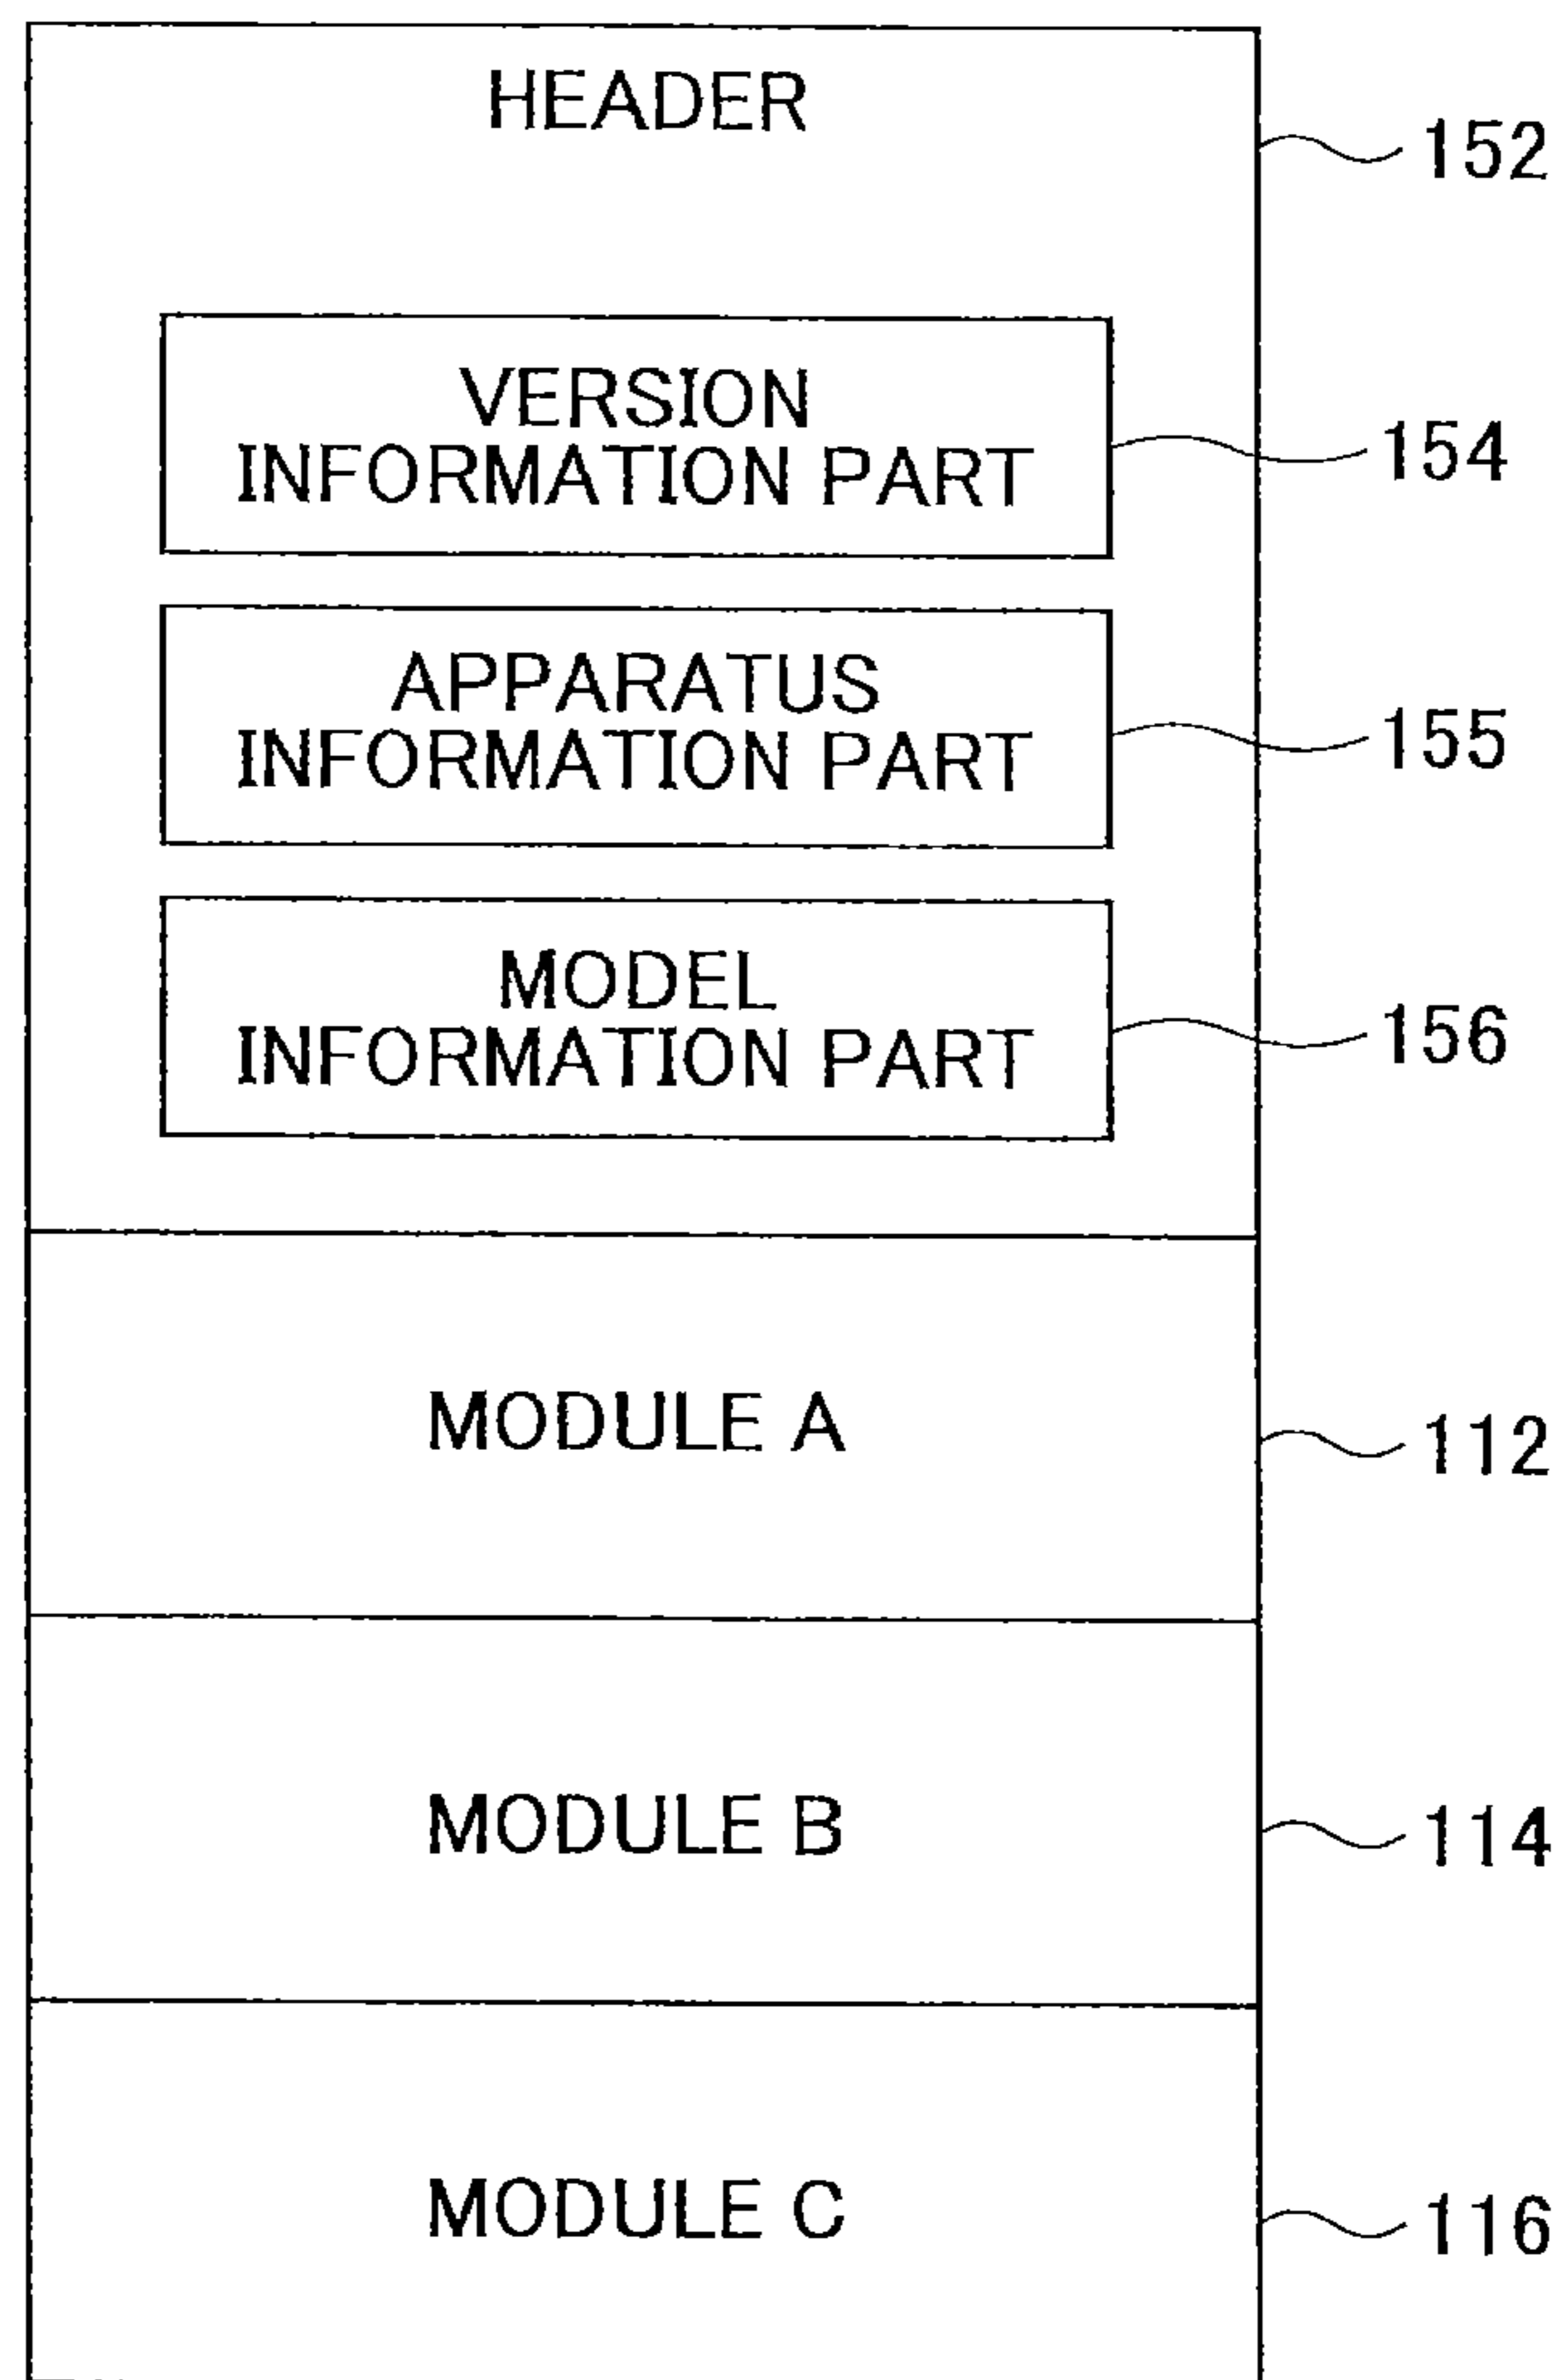 HEADER
152
VERSION
INFORMATION PART
154
APPARATUS
INFORMATION PART
155
MODEL
INFORMATION PART
156
MODULE A
112
MODULE B
114
MODULE C
116